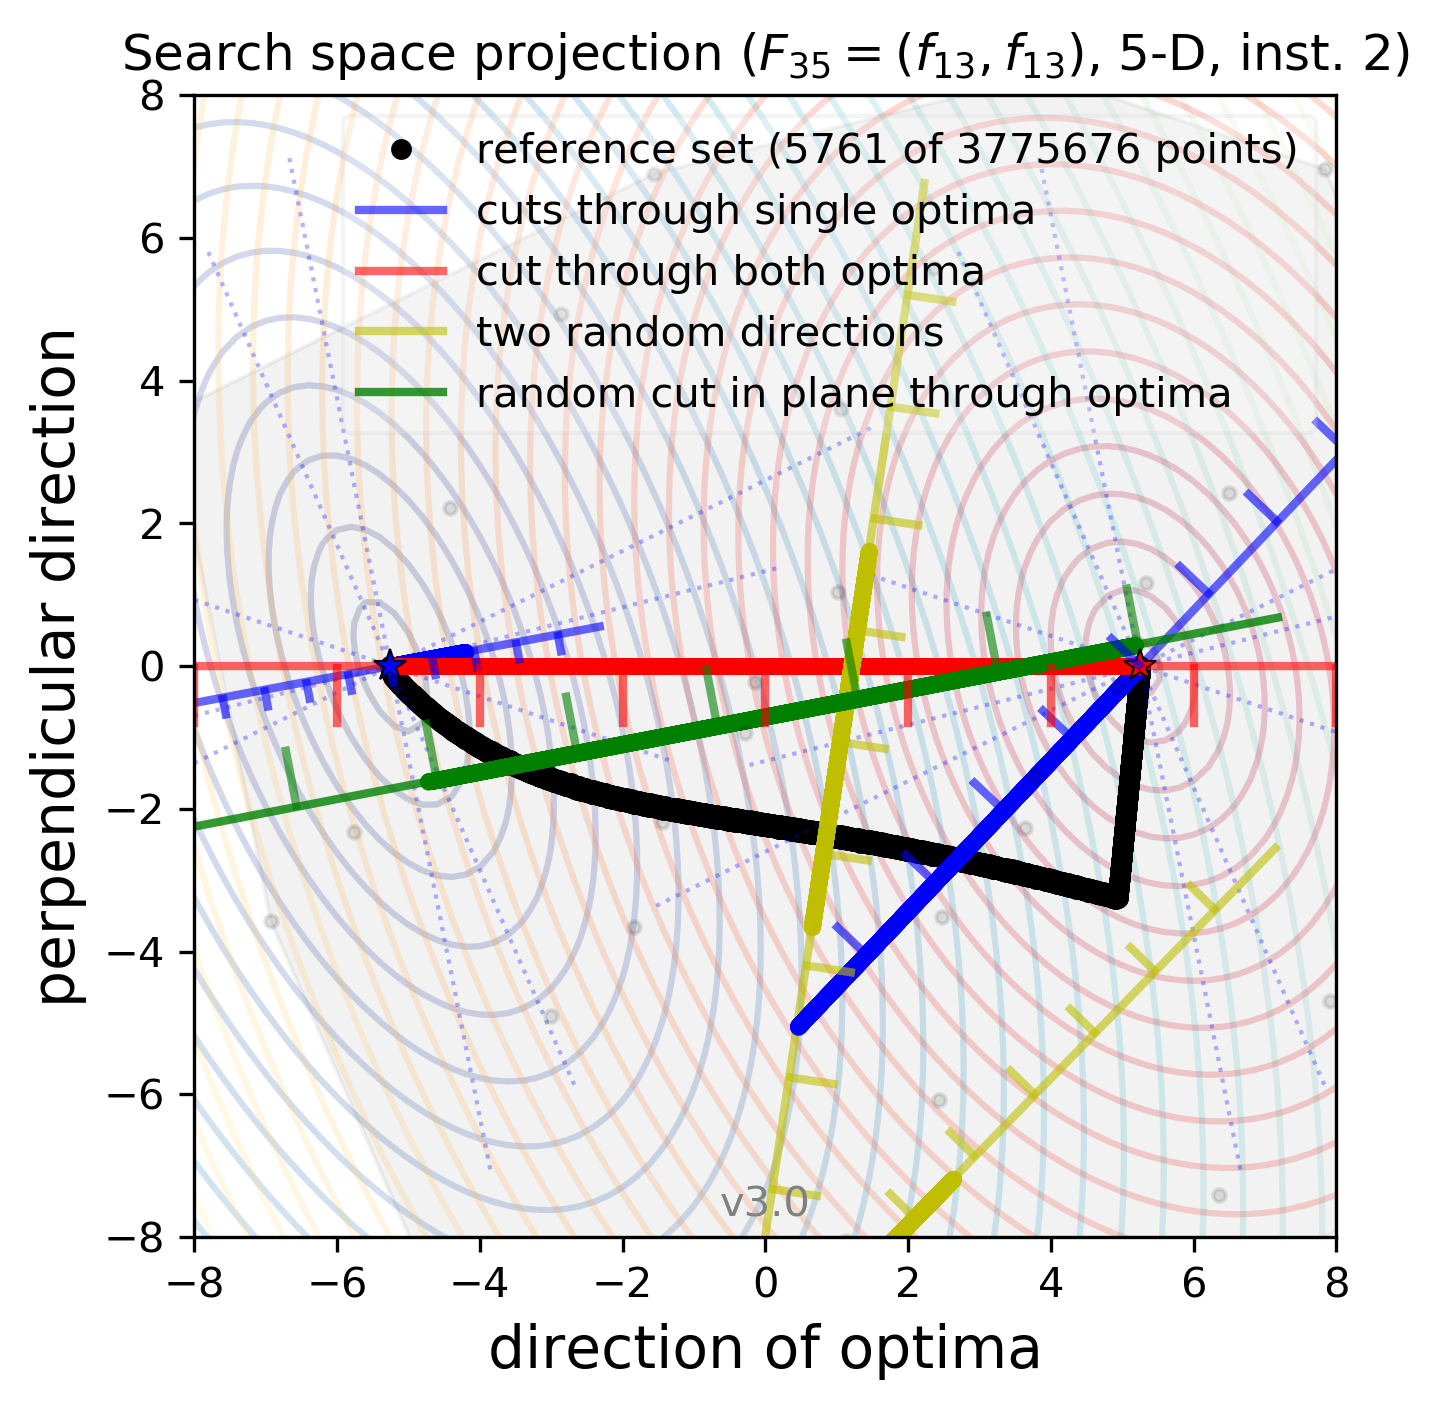 Search space projection (F35 = (f13, f13), 5-D, inst. 2)
reference set (5761 of 3775676 points)
cuts through single optima
cut through both optima
two random directions
random cut in plane through optima
perpendicular direction
8
6
4
2
0
−2
−4
−6
−8
v3.0
−8 −6 −4 −2 0 2 4 6 8
direction of optima